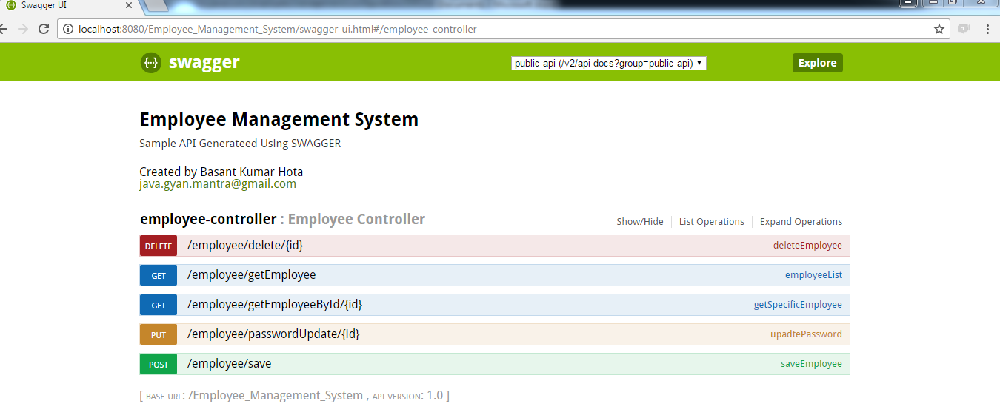 Swagger UI
localhost:8080/Employee_Management_System/swagger-ui.html#/employee-controller
{··} swagger public-api (/v2/api-docs?group=public-api) Explore
Employee Management System
Sample API Generateed Using SWAGGER
Created by Basant Kumar Hota
java.gyan.mantra@gmail.com
employee-controller : Employee Controller Show/Hide List Operations Expand Operations
DELETE /employee/delete/{id} deleteEmployee
GET /employee/getEmployee employeeList
GET /employee/getEmployeeById/{id} getSpecificEmployee
PUT /employee/passwordUpdate/{id} upadtePassword
POST /employee/save saveEmployee
[ BASE URL: /Employee_Management_System , API VERSION: 1.0 ]